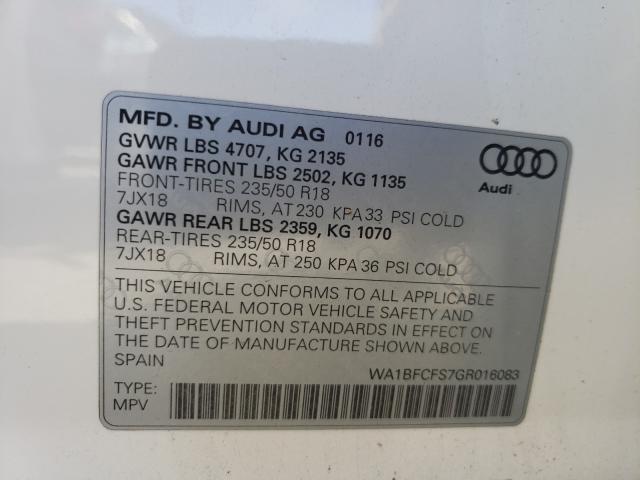 MFD. BY AUDI AG 0116
GVWR LBS 4707, KG 2135
GAWR FRONT LBS 2502, KG 1135
FRONT-TIRES 235/50 R18
7JX18 RIMS, AT 230 KPA 33 PSI COLD
GAWR REAR LBS 2359, KG 1070
REAR-TIRES 235/50 R18
7JX18 RIMS, AT 250 KPA 36 PSI COLD
Audi
THIS VEHICLE CONFORMS TO ALL APPLICABLE
U.S. FEDERAL MOTOR VEHICLE SAFETY AND
THEFT PREVENTION STANDARDS IN EFFECT ON
THE DATE OF MANUFACTURE SHOWN ABOVE.
SPAIN
WA1BFCFS7GR016083
TYPE:
MPV